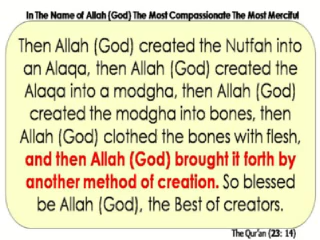 In The Name of Allah (God) The Most Compassionate The Most Merciful
Then Allah (God) created the Nutfah into
an Alaqa, then Allah (God) created the
Alaqa into a modgha, then Allah (God)
created the modgha into bones, then
Allah (God) clothed the bones with flesh,
and then Allah (God) brought it forth by
another method of creation. So blessed
be Allah (God), the Best of creators.
The Qur'an (23: 14)